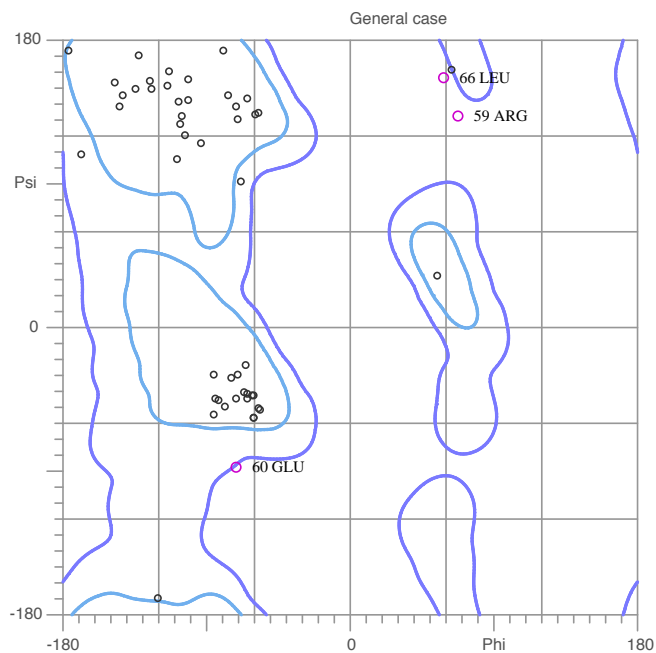 General case
180
66 LEU
59 ARG
Psi
0
60 GLU
-180
-180 0 Phi 180